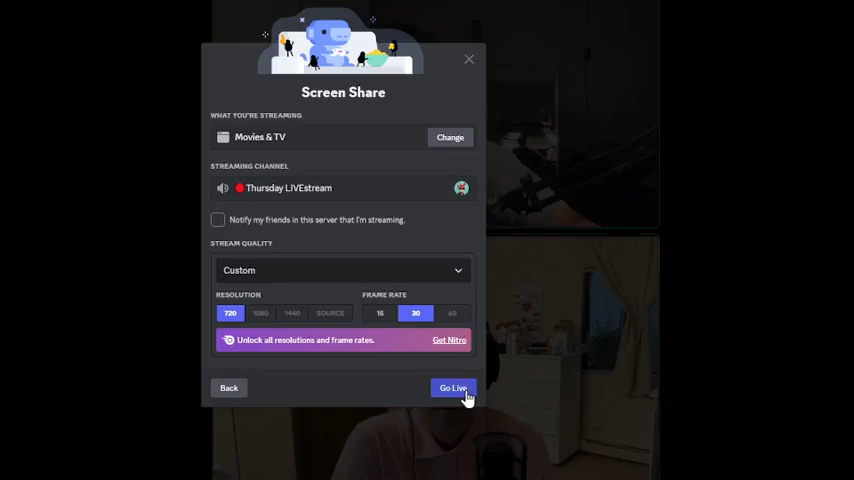 Screen Share
WHAT YOU'RE STREAMING
Movies & TV
Change
STREAMING CHANNEL
Thursday LIVEstream
Notify my friends in this server that I'm streaming.
STREAM QUALITY
Custom
RESOLUTION
FRAME RATE
720 1080 1440 SOURCE 15 30 60
Unlock all resolutions and frame rates. Get Nitro
Back
Go Live